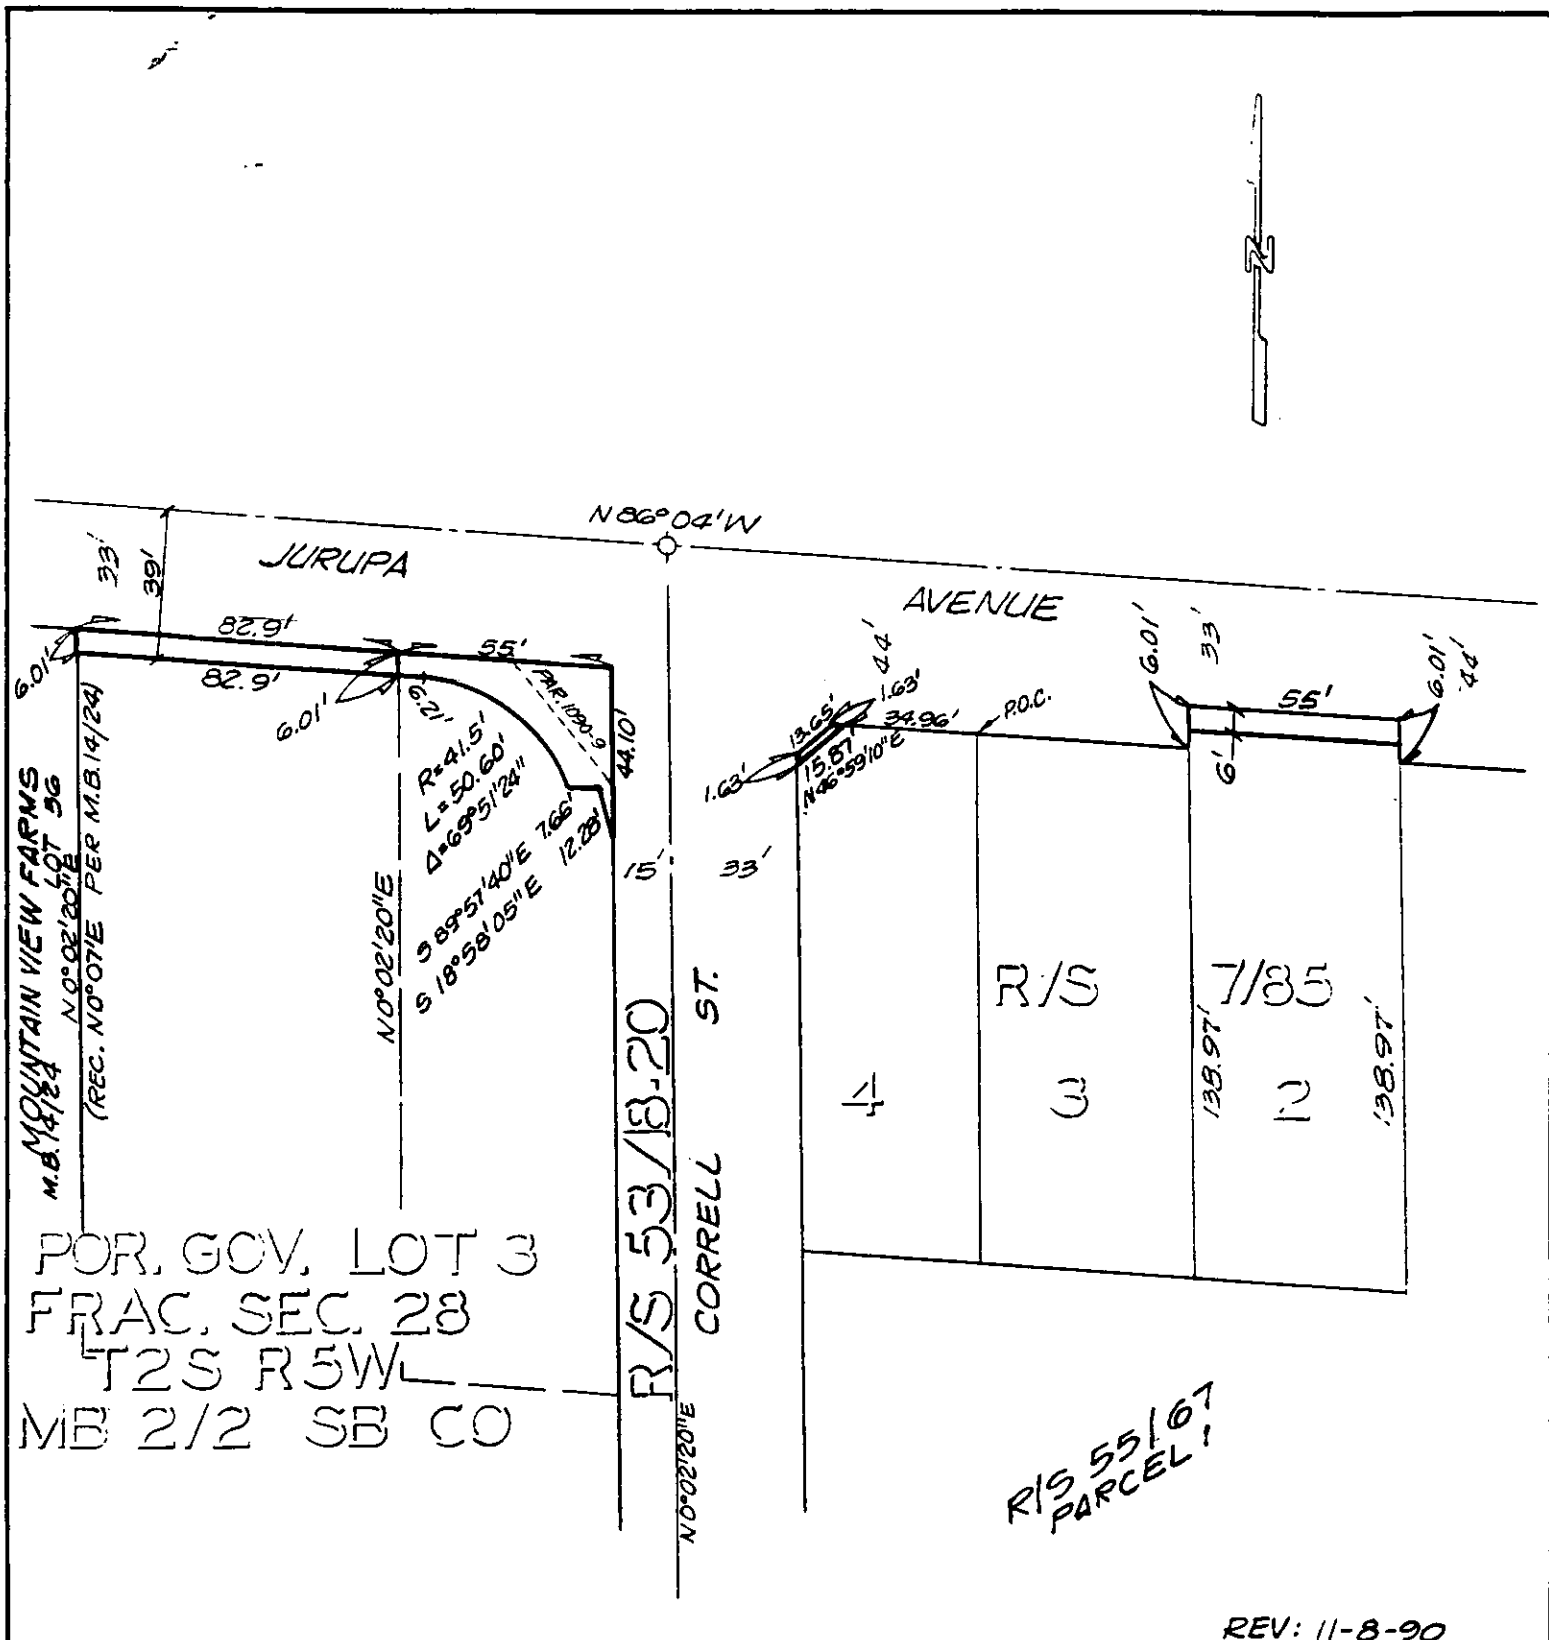 N
N 86° 04' W
JURUPA
AVENUE
33'
39'
82.9'
82.9'
55'
6.01'
6.01'
6.21'
PAR. 1090-9
44.10'
R=41.5'
L=50.60'
Δ=69°51'24"
S 89°57'40"E 7.66'
S 18°58'05"E 12.28'
15'
33'
13.65'
1.63'
44'
34.96'
P.O.C.
15.87'
N 46°59'10"E
1.63'
6.01'
33'
55'
6.01'
44'
6'
MOUNTAIN VIEW FARMS
M.B. 14/24
LOT 36
N 0°02'20"E
(REC. N0°07'E PER M.B. 14/24)
N 0°02'20"E
R/S 53/18-20
CORRELL ST.
N 0°02'20"E
R/S 7/85
4
3
2
138.97'
138.97'
POR. GOV. LOT 3
FRAC. SEC. 28
T2S R5W
MB 2/2 SB CO
R/S 55/67
PARCEL 1
REV: 11-8-90